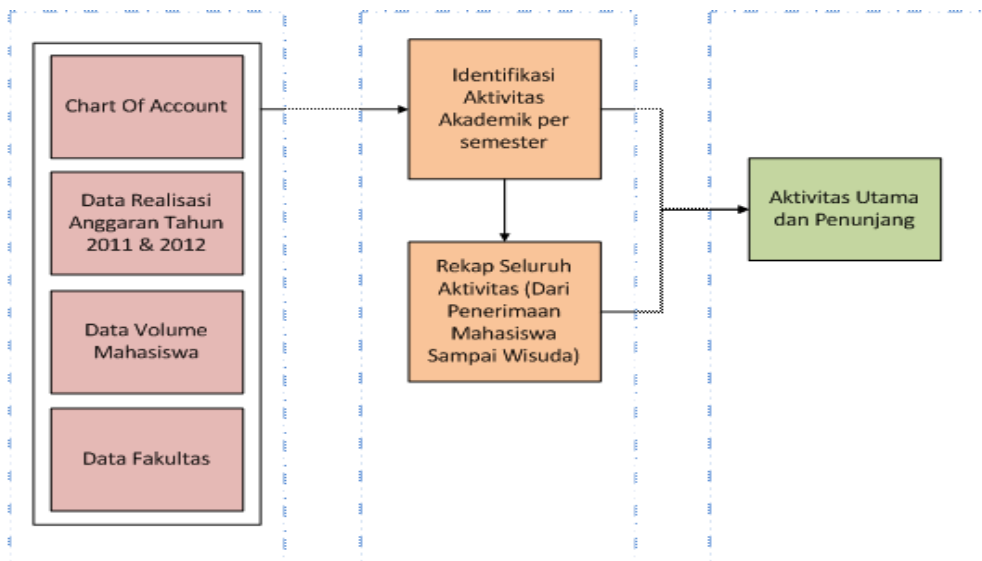 Chart Of Account
Data Realisasi
Anggaran Tahun
2011 & 2012
Data Volume
Mahasiswa
Data Fakultas
Identifikasi
Aktivitas
Akademik per
semester
Rekap Seluruh
Aktivitas (Dari
Penerimaan
Mahasiswa
Sampai Wisuda)
Aktivitas Utama
dan Penunjang